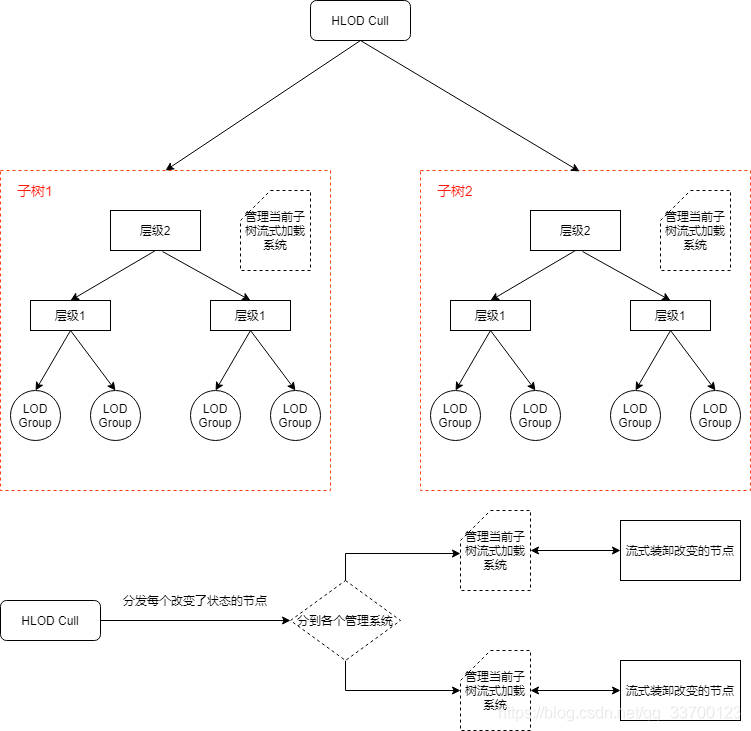 HLOD Cull
子树1
管理当前子
树流式加载
系统
层级2
层级1
层级1
LOD
Group
LOD
Group
LOD
Group
LOD
Group
子树2
管理当前子
树流式加载
系统
层级2
层级1
层级1
LOD
Group
LOD
Group
LOD
Group
LOD
Group
HLOD Cull
分发每个改变了状态的节点
分到各个管理系统
管理当前子
树流式加载
系统
流式装卸改变的节点
管理当前子
树流式加载
系统
流式装卸改变的节点
https://blog.csdn.net/qq_33700123